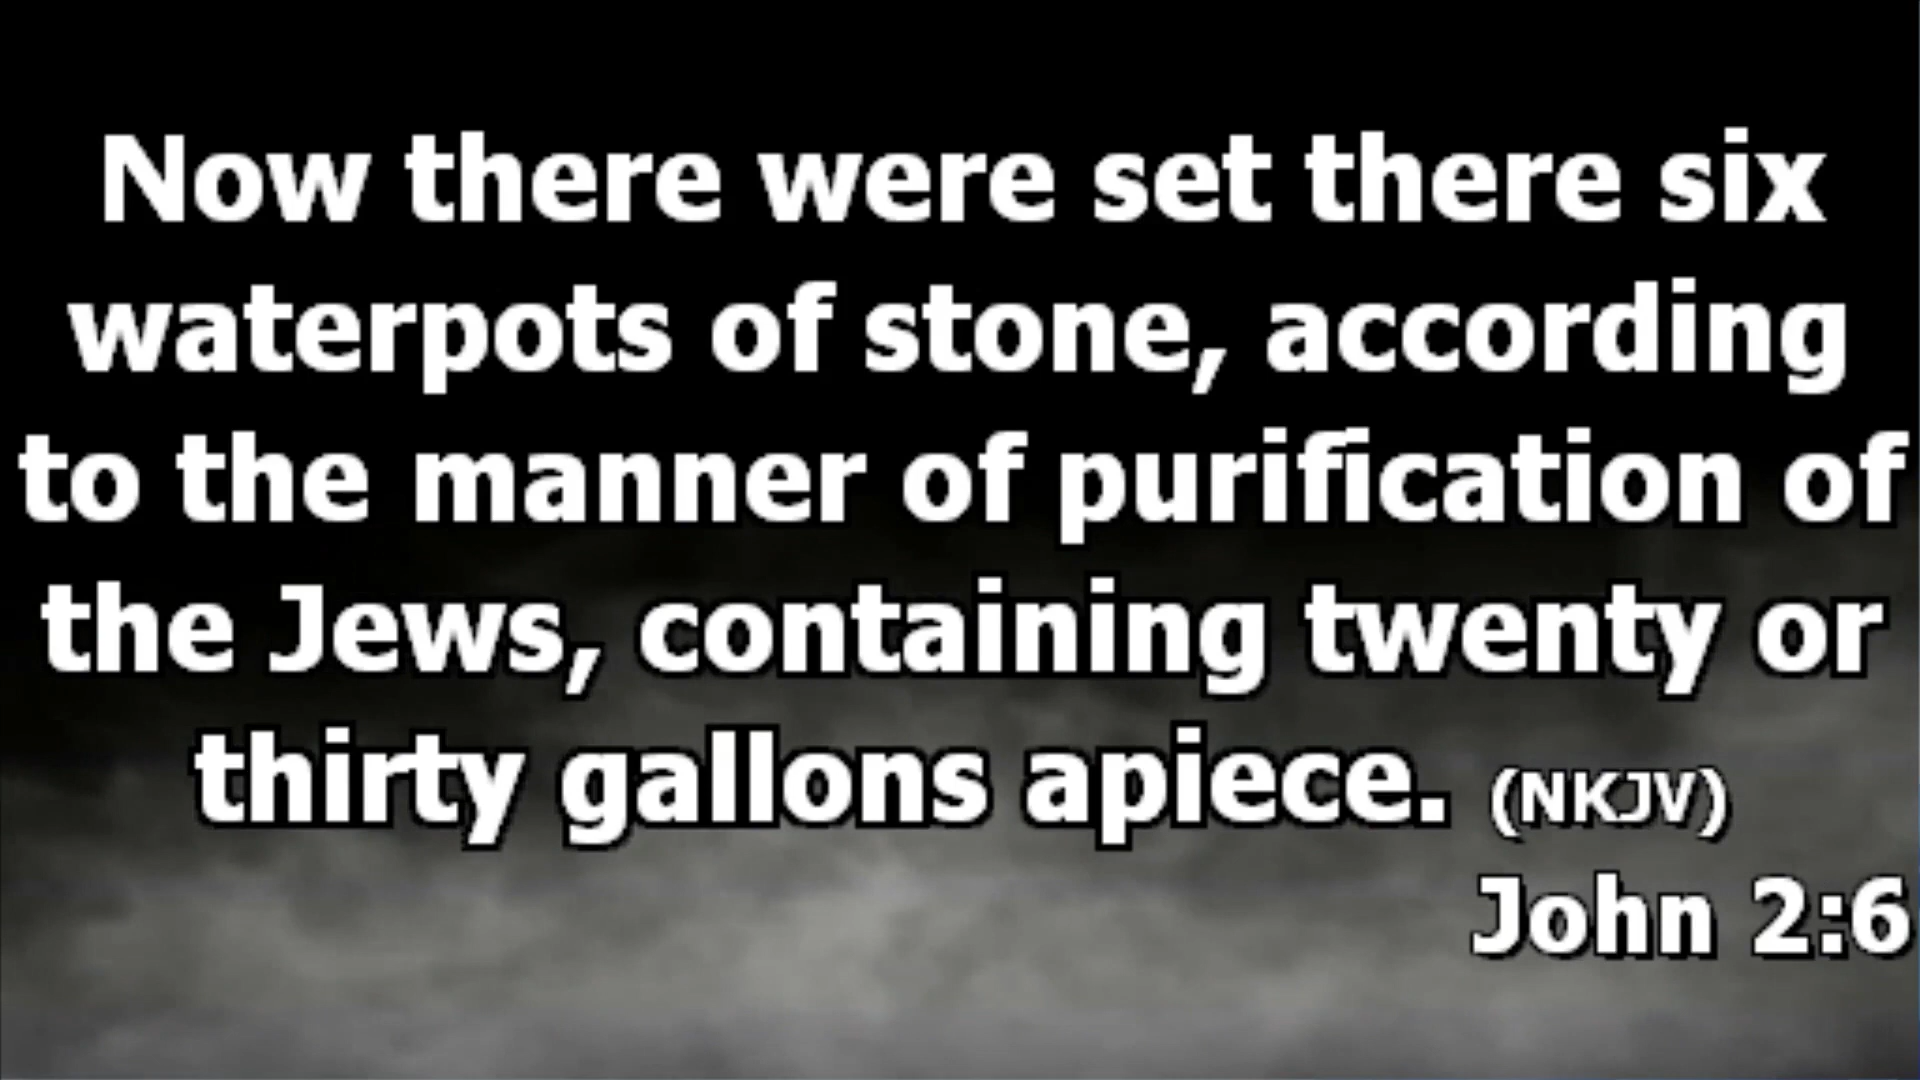 Now there were set there six
waterpots of stone, according
to the manner of purification of
the Jews, containing twenty or
thirty gallons apiece. (NKJV)
John 2:6